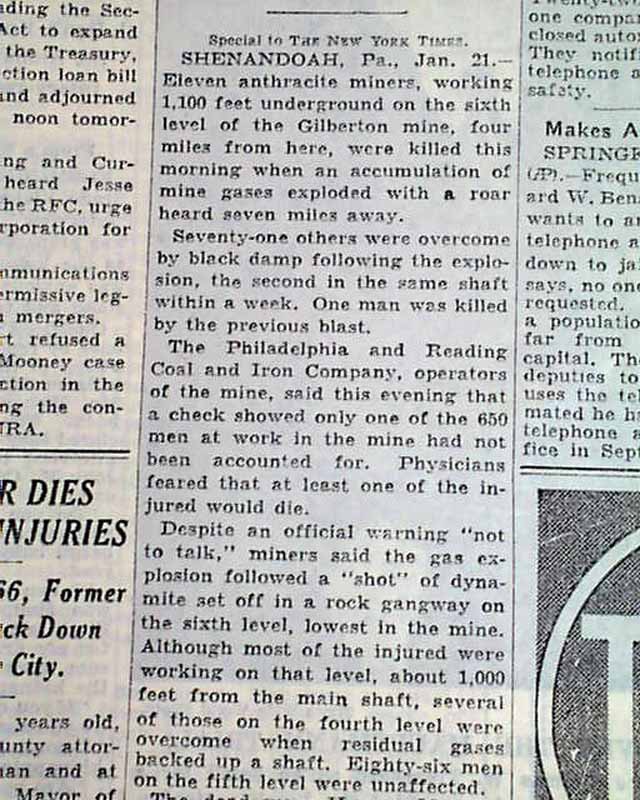 ading the Sec-
Act to expand
the Treasury,
ction loan bill
and adjourned
noon tomor-
ng and Cur-
heard Jesse
the RFC, urge
rporation for
mmunications
ermissive leg-
n mergers.
rt refused a
Mooney case
ction in the
ng the con-
NRA.
R DIES
INJURIES
66, Former
ck Down
City.
years old,
unty attor-
man and at
Mayor of
Special to THE NEW YORK TIMES.
SHENANDOAH, Pa., Jan. 21.—
Eleven anthracite miners, working
1,100 feet underground on the sixth
level of the Gilberton mine, four
miles from here, were killed this
morning when an accumulation of
mine gases exploded with a roar
heard seven miles away.
Seventy-one others were overcome
by black damp following the explo-
sion, the second in the same shaft
within a week. One man was killed
by the previous blast.
The Philadelphia and Reading
Coal and Iron Company, operators
of the mine, said this evening that
a check showed only one of the 650
men at work in the mine had not
been accounted for. Physicians
feared that at least one of the in-
jured would die.
Despite an official warning "not
to talk," miners said the gas ex-
plosion followed a "shot" of dyna-
mite set off in a rock gangway on
the sixth level, lowest in the mine.
Although most of the injured were
working on that level, about 1,000
feet from the main shaft, several
of those on the fourth level were
overcome when residual gases
backed up a shaft. Eighty-six men
on the fifth level were unaffected.
one compa
closed auto
They notifi
telephone a
safety.
Makes A
SPRINGF
(AP).—Frequ
ard W. Ben
wants to a
telephone a
down to ja
says, no one
requested.
a populatio
far from
capital. Th
deputies to
uses the tel
mated he h
telephone a
fice in Sept